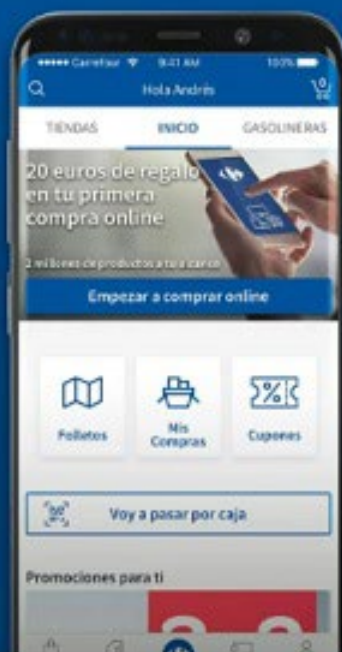 Carrefour 9:41 AM 100%
Hola Andrés
0
TIENDAS INICIO GASOLINERAS
20 euros de regalo
en tu primera
compra online
2 millones de productos a tu alcance
Empezar a comprar online
Folletos
Mis
Compras
Cupones
Voy a pasar por caja
Promociones para ti